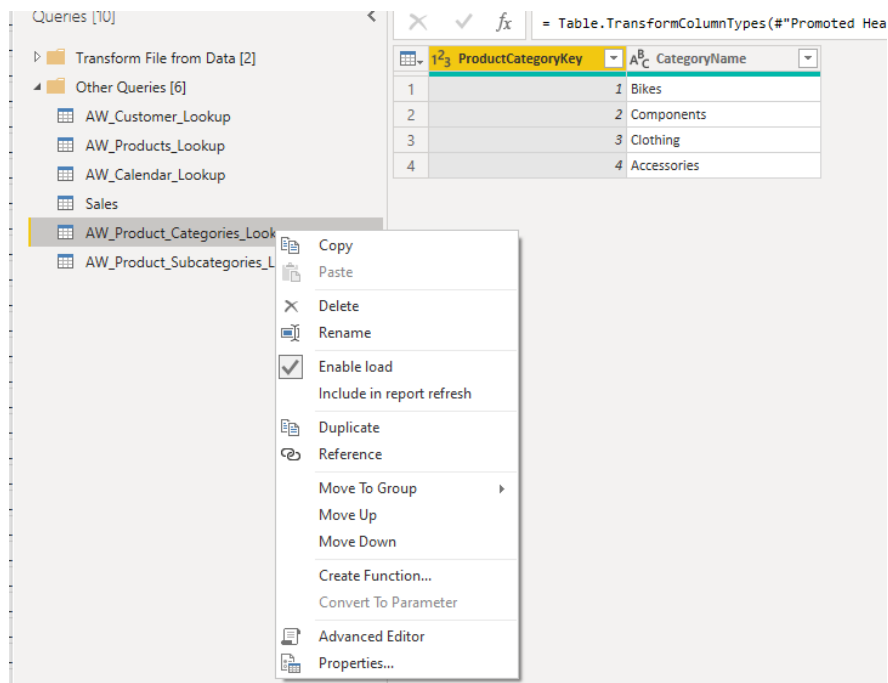 Queries [10]
fx = Table.TransformColumnTypes(#"Promoted Hea
Transform File from Data [2]
Other Queries [6]
AW_Customer_Lookup
AW_Products_Lookup
AW_Calendar_Lookup
Sales
AW_Product_Categories_Look
AW_Product_Subcategories_L
123 ProductCategoryKey ABC CategoryName
1 1 Bikes
2 2 Components
3 3 Clothing
4 4 Accessories
Copy
Paste
Delete
Rename
Enable load
Include in report refresh
Duplicate
Reference
Move To Group
Move Up
Move Down
Create Function...
Convert To Parameter
Advanced Editor
Properties...